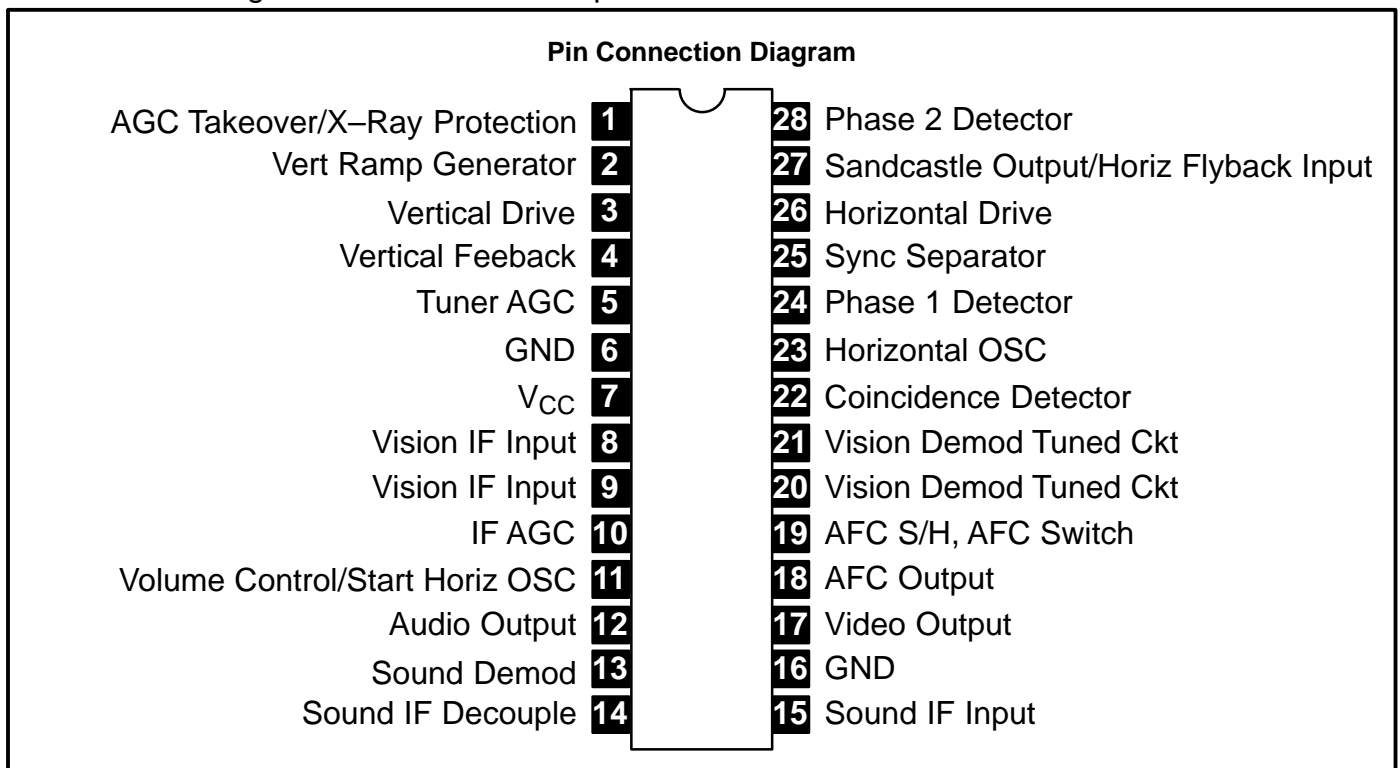 Pin Connection Diagram
AGC Takeover/X–Ray Protection 1
Vert Ramp Generator 2
Vertical Drive 3
Vertical Feeback 4
Tuner AGC 5
GND 6
VCC 7
Vision IF Input 8
Vision IF Input 9
IF AGC 10
Volume Control/Start Horiz OSC 11
Audio Output 12
Sound Demod 13
Sound IF Decouple 14
28 Phase 2 Detector
27 Sandcastle Output/Horiz Flyback Input
26 Horizontal Drive
25 Sync Separator
24 Phase 1 Detector
23 Horizontal OSC
22 Coincidence Detector
21 Vision Demod Tuned Ckt
20 Vision Demod Tuned Ckt
19 AFC S/H, AFC Switch
18 AFC Output
17 Video Output
16 GND
15 Sound IF Input